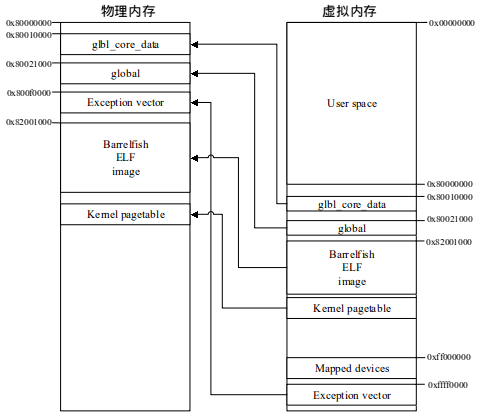 物理内存
虚拟内存
0x80000000
0x80010000
glbl_core_data
0x80021000
global
0x800f0000
Exception vector
0x82001000
Barrelfish
ELF
image
Kernel pagetable
0x00000000
User space
0x80000000
0x80010000
glbl_core_data
0x80021000
global
0x82001000
Barrelfish
ELF
image
Kernel pagetable
0xff000000
Mapped devices
0xffff0000
Exception vector